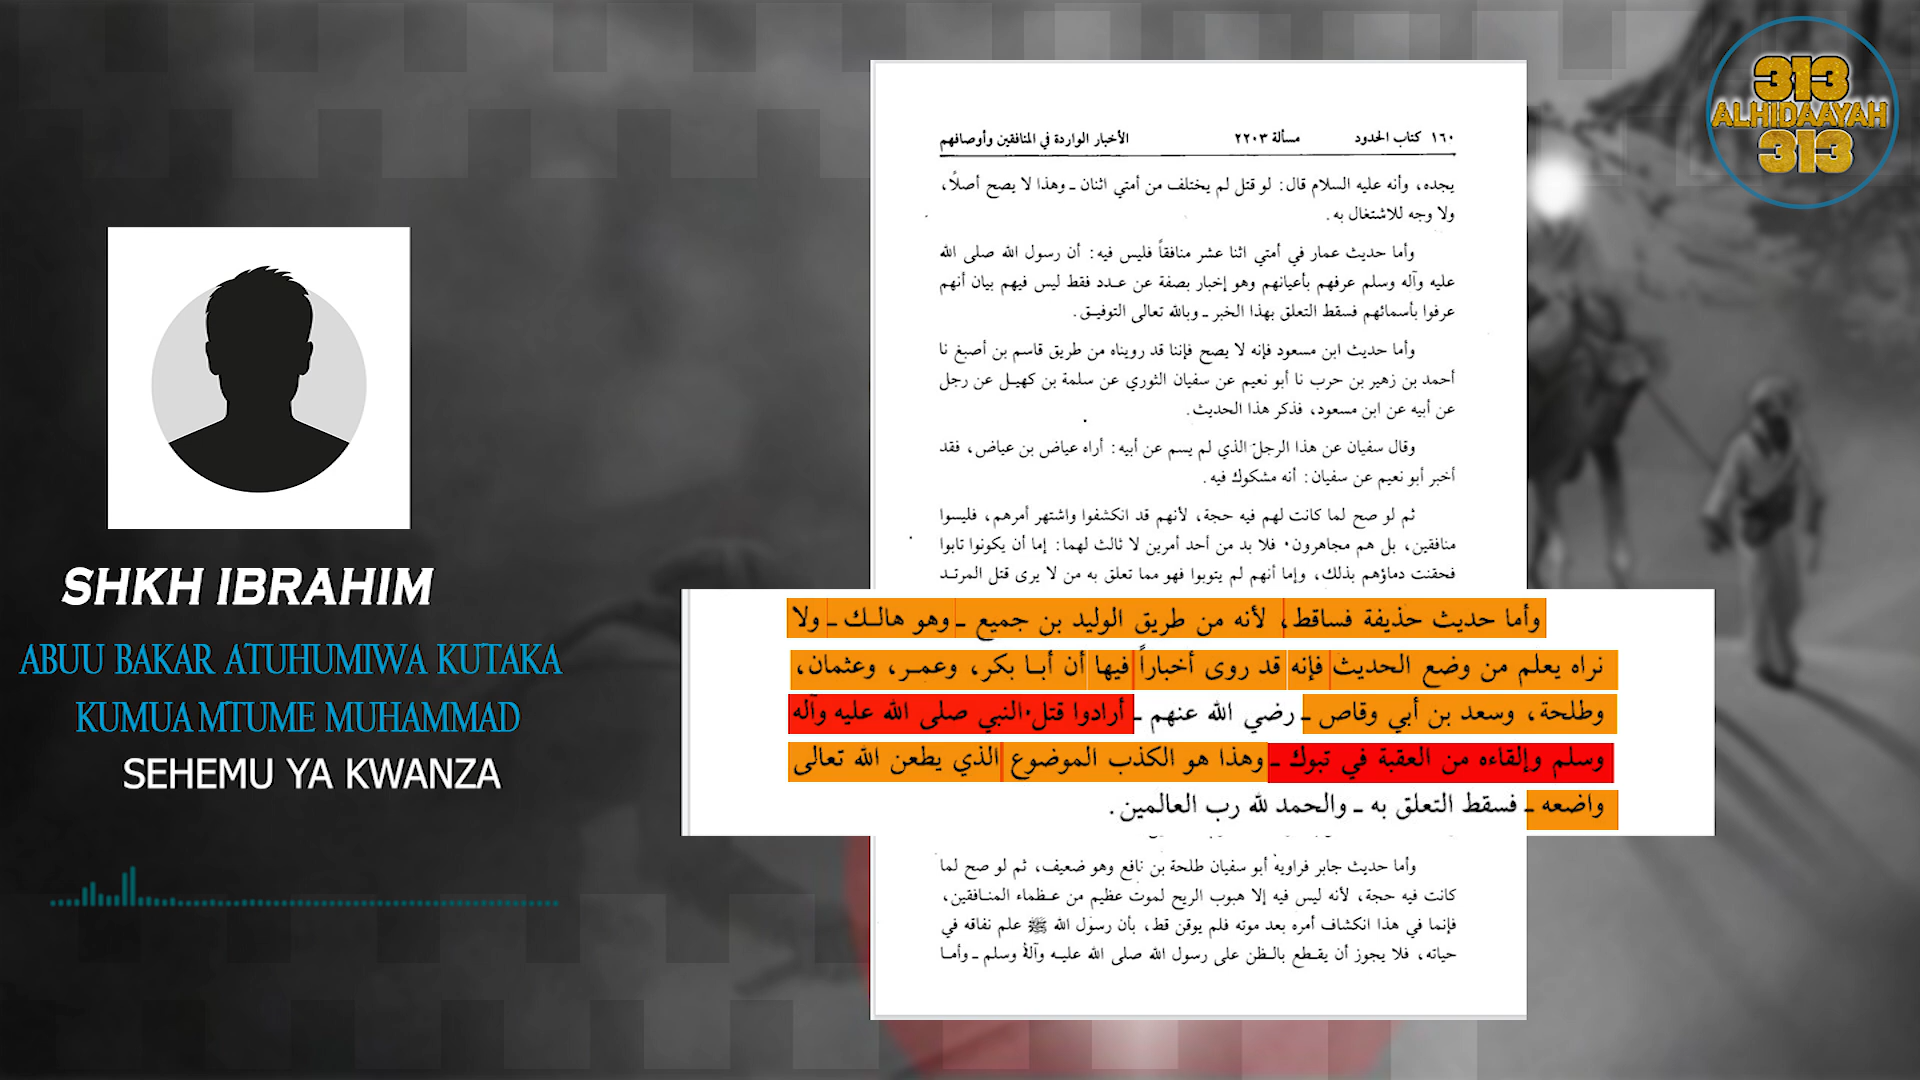 313
ALHIDAAYAH
313
SHKH IBRAHIM
ABUU BAKAR ATUHUMIWA KUTAKA
KUMUA MTUME MUHAMMAD
SEHEMU YA KWANZA
١٦٠ كتاب الحدود مسألة ٢٢٠٣ الأخبار الواردة في المنافقين وأوصافهم
يجده، وأنه عليه السلام قال: لو قتل لم يختلف من أمتي اثنان ـ وهذا لا يصح أصلاً،
ولا وجه للاشتغال به.
وأما حديث عمار في أمتي اثنا عشر منافقاً فليس فيه: أن رسول الله صلى الله
عليه وآله وسلم عرفهم بأعيانهم وهو إخبار بصفة عن عـدد فقط ليس فيهم بيان أنهم
عرفوا بأسمائهم فسقط التعلق بهذا الخبر ـ وبالله تعالى التوفيـق.
وأما حديث ابن مسعود فإنه لا يصح فإننا قد رويناه من طريق قاسم بن أصبغ نا
أحمد بن زهير بن حرب نا أبو نعيم عن سفيان الثوري عن سلمة بن كهيـل عن رجل
عن أبيه عن ابن مسعود، فذكر هذا الحديث.
وقال سفيان عن هذا الرجل الذي لم يسم عن أبيه: أراه عياض بن عياض، فقد
أخبر أبو نعيم عن سفيان: أنه مشكوك فيه.
ثم لو صح لما كانت لهم فيه حجة، لأنهم قد انكشفوا واشتهر أمرهم، فليسوا
منافقين، بل هم مجاهرون. فلا بد من أحد أمرين لا ثالث لهما: إما أن يكونوا تابوا
فحقنت دماؤهم بذلك، وإما أنهم لم يتوبوا فهو مما تعلق به من لا يرى قتل المرتـد
وأما حديث حذيفة فساقط، لأنه من طريق الوليد بن جميع ـ وهو هالـك ـ ولا
نراه يعلم من وضع الحديث فإنه قد روى أخباراً فيها أن أبـا بكر، وعمـر، وعثمان،
وطلحة، وسعد بن أبي وقاص ـ رضي الله عنهم ـ أرادوا قتل النبي صلى الله عليه وآله
وسلم وإلقاءه من العقبة في تبوك ـ وهذا هو الكذب الموضوع الذي يطعن الله تعالى
واضعه ـ فسقط التعلق به ـ والحمد لله رب العالمين.
وأما حديث جابر فراويه أبو سفيان طلحة بن نافع وهو ضعيف، ثم لو صح لما
كانت فيه حجة، لأنه ليس فيه إلا هبوب الريح لموت عظيم من عـظماء المنـافقين،
فإنما في هذا انكشاف أمره بعد موته فلم يوقن قط، بأن رسول الله ﷺ علم نفاقه في
حياته، فلا يجوز أن يقـطع بالـظن على رسول الله صلى الله عليـه وآله وسلم ـ وأمـا